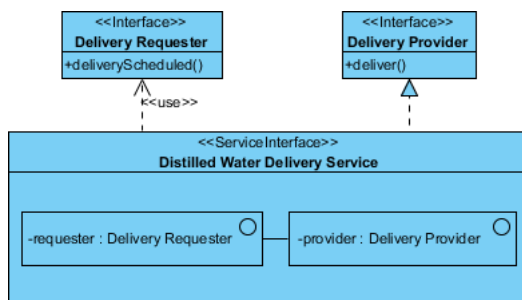 <<Interface>>
Delivery Requester
+deliveryScheduled()
<<Interface>>
Delivery Provider
+deliver()
<<use>>
<<ServiceInterface>>
Distilled Water Delivery Service
-requester : Delivery Requester
-provider : Delivery Provider